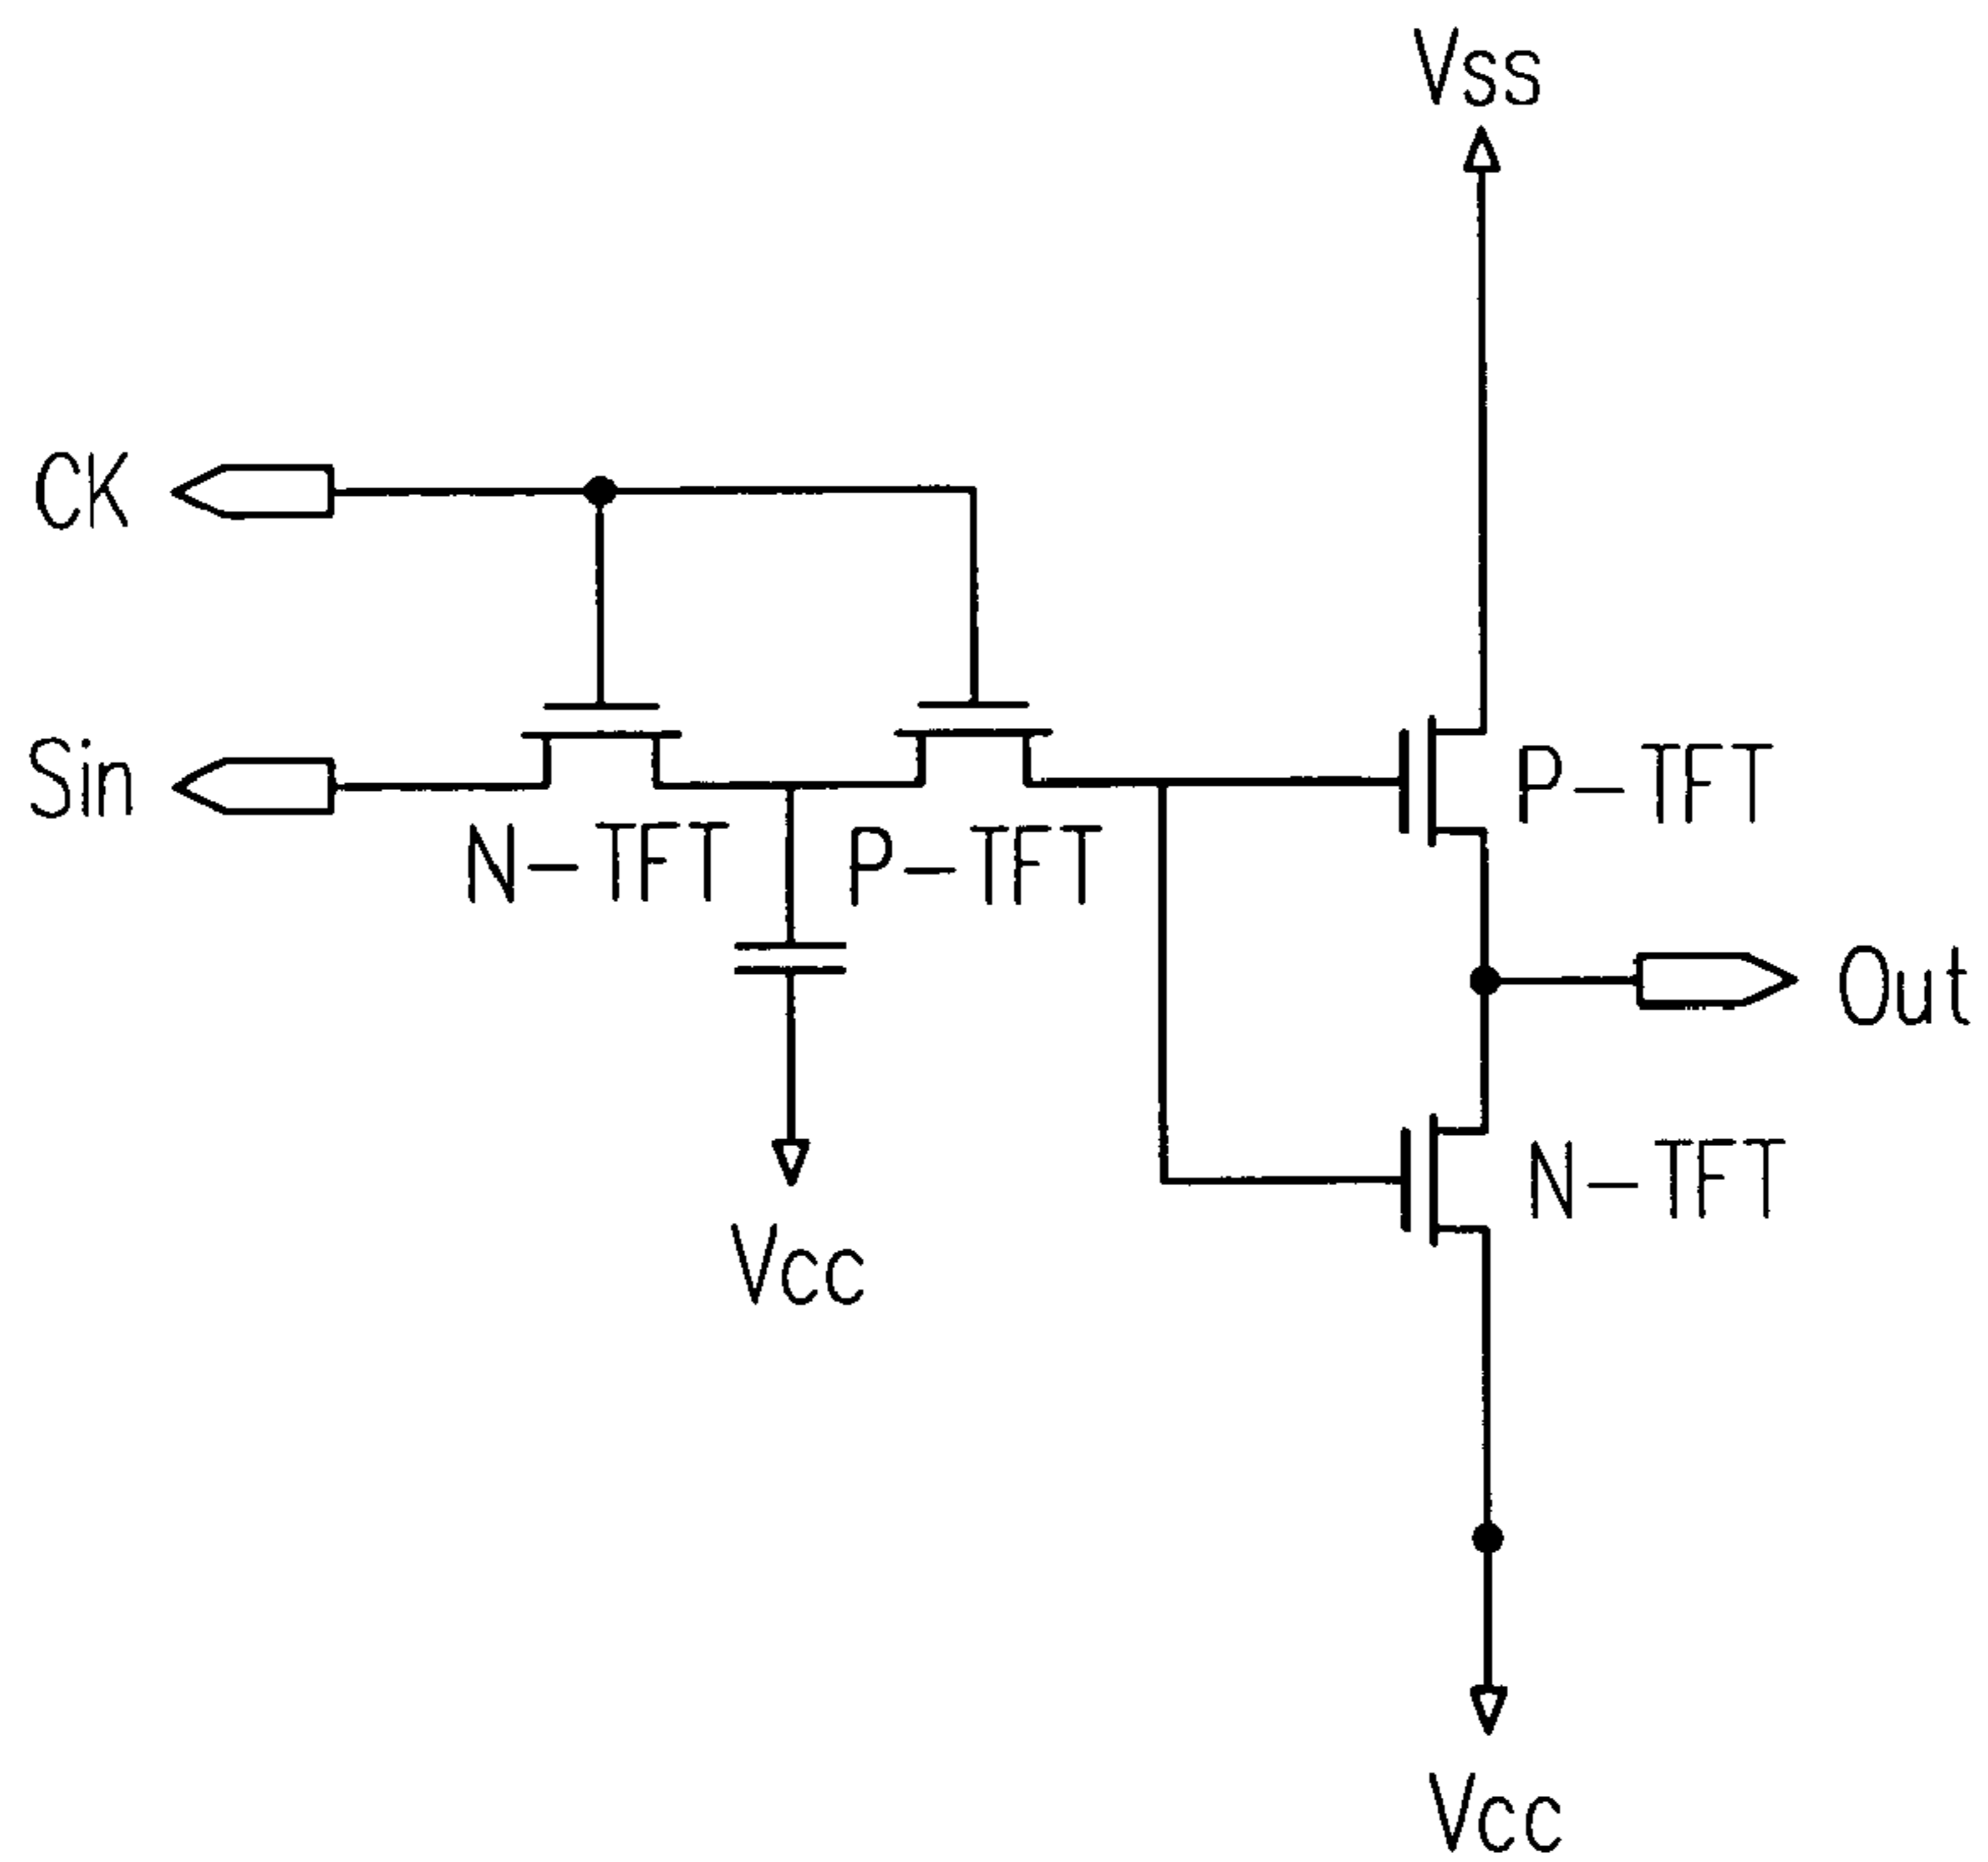 Vss
CK
Sin
N-TFT
P-TFT
P-TFT
Out
N-TFT
Vcc
Vcc